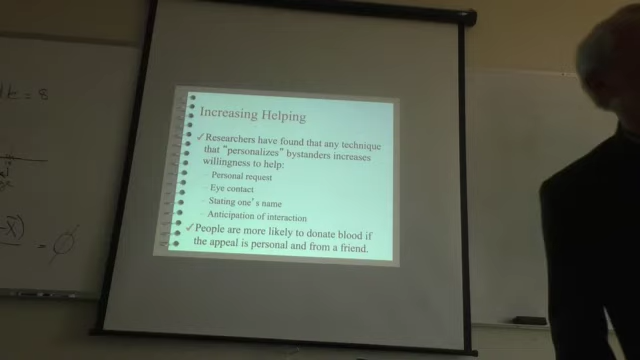 k = 8
Increasing Helping
✓Researchers have found that any technique
that "personalizes" bystanders increases
willingness to help:
- Personal request
- Eye contact
- Stating one's name
- Anticipation of interaction
✓People are more likely to donate blood if
the appeal is personal and from a friend.